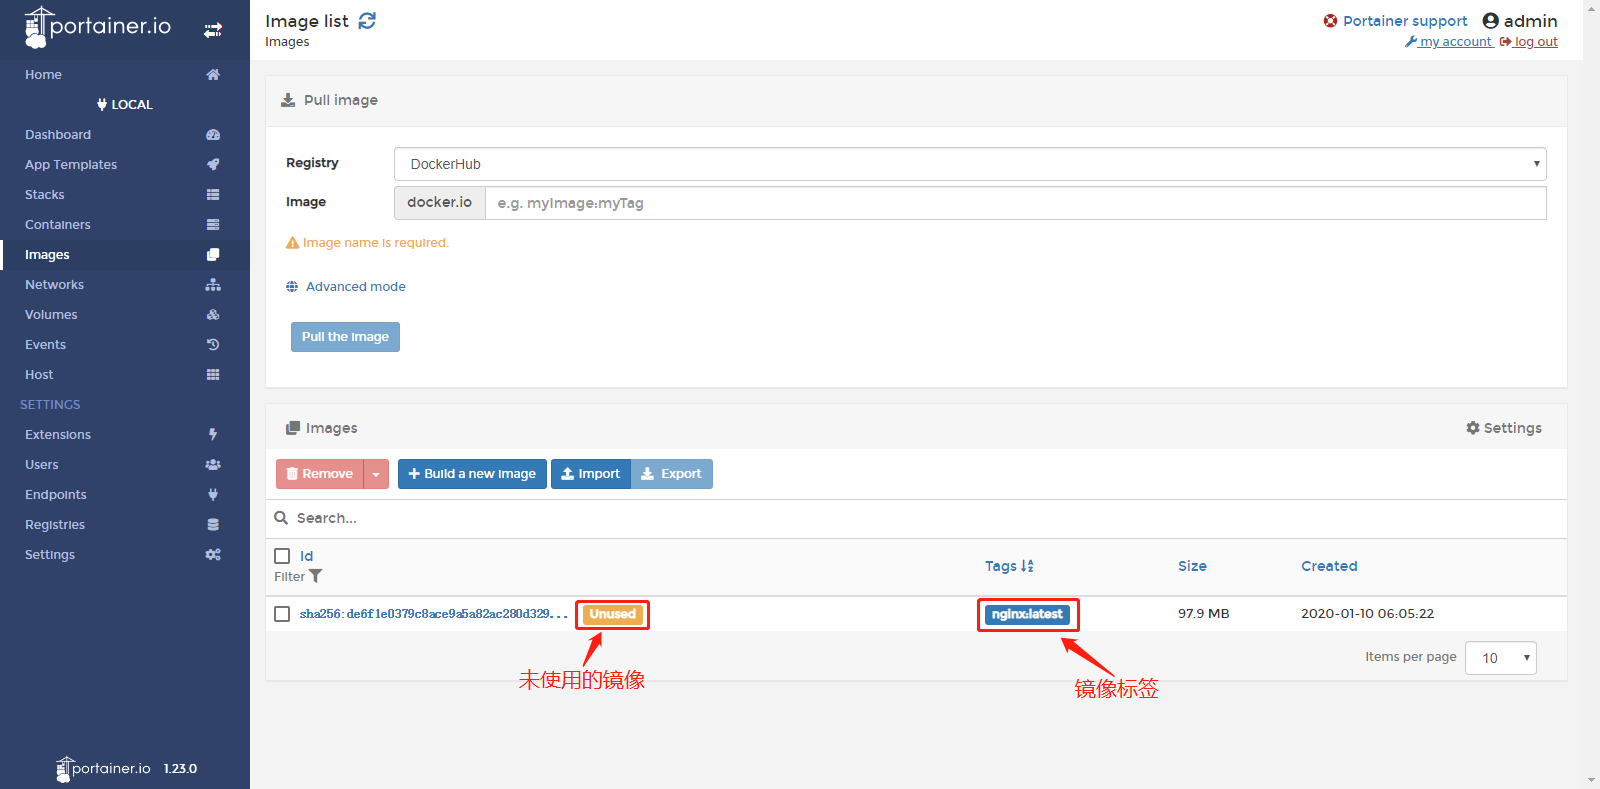 portainer.io
Home
LOCAL
Dashboard
App Templates
Stacks
Containers
Images
Networks
Volumes
Events
Host
SETTINGS
Extensions
Users
Endpoints
Registries
Settings
portainer.io 1.23.0
Image list
Images
Portainer support admin
my account log out
Pull image
Registry DockerHub
Image docker.io e.g. myImage:myTag
Image name is required.
Advanced mode
Pull the image
Images Settings
Remove Build a new image Import Export
Search...
Id Tags Size Created
Filter
sha256:de6f1e0379c8ace9a5a82ac280d329... Unused nginx:latest 97.9 MB 2020-01-10 06:05:22
Items per page 10
未使用的镜像
镜像标签